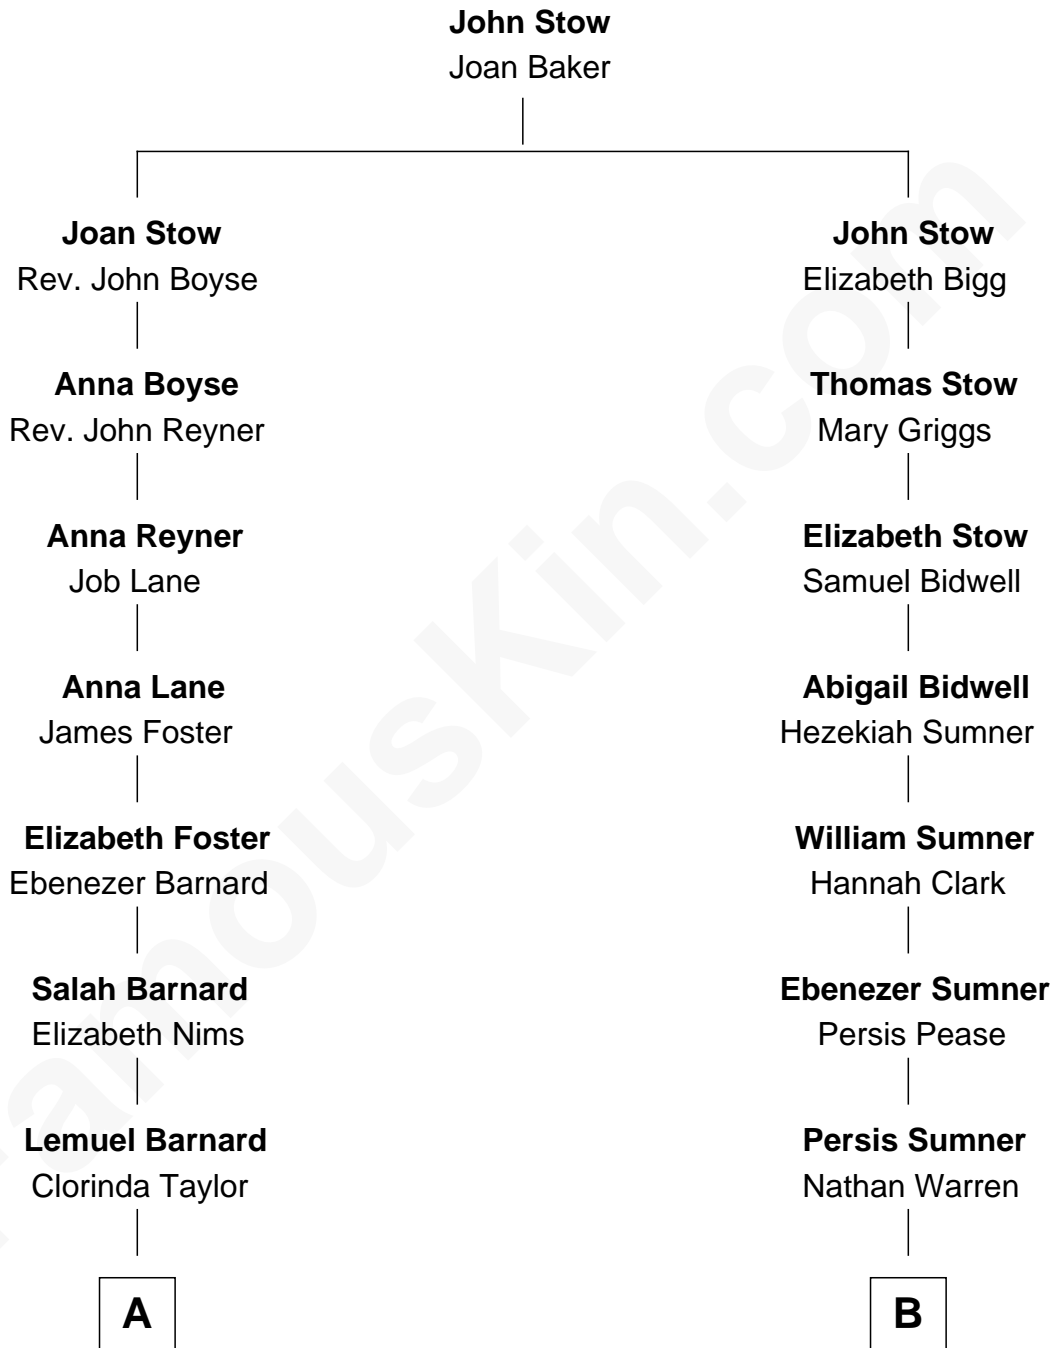 John Stow
Joan Baker
Joan Stow
Rev. John Boyse
John Stow
Elizabeth Bigg
Anna Boyse
Rev. John Reyner
Thomas Stow
Mary Griggs
Anna Reyner
Job Lane
Elizabeth Stow
Samuel Bidwell
Anna Lane
James Foster
Abigail Bidwell
Hezekiah Sumner
Elizabeth Foster
Ebenezer Barnard
William Sumner
Hannah Clark
Salah Barnard
Elizabeth Nims
Ebenezer Sumner
Persis Pease
Lemuel Barnard
Clorinda Taylor
Persis Sumner
Nathan Warren
A
B
FamousKin.com